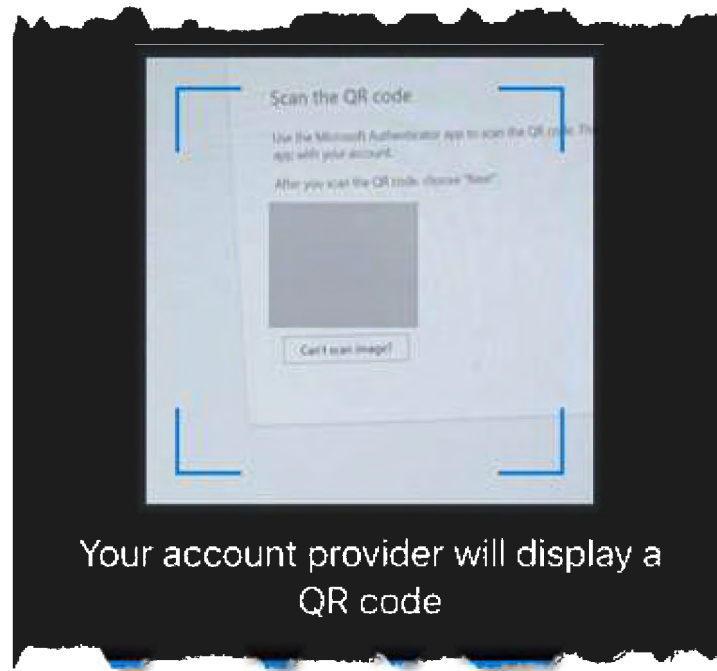 Scan the QR code
Use the Microsoft Authenticator app to scan the QR code. This
app with your account.
After you scan the QR code, choose "Next".
Can't scan image?
Your account provider will display a
QR code